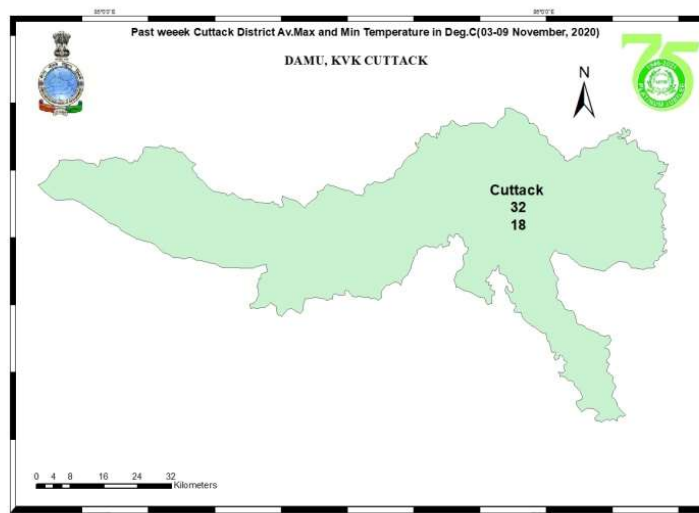 Past weeek Cuttack District Av.Max and Min Temperature in Deg.C(03-09 November, 2020)
DAMU, KVK CUTTACK
N
75
Cuttack
32
18
0 4 8 16 24 32
Kilometers